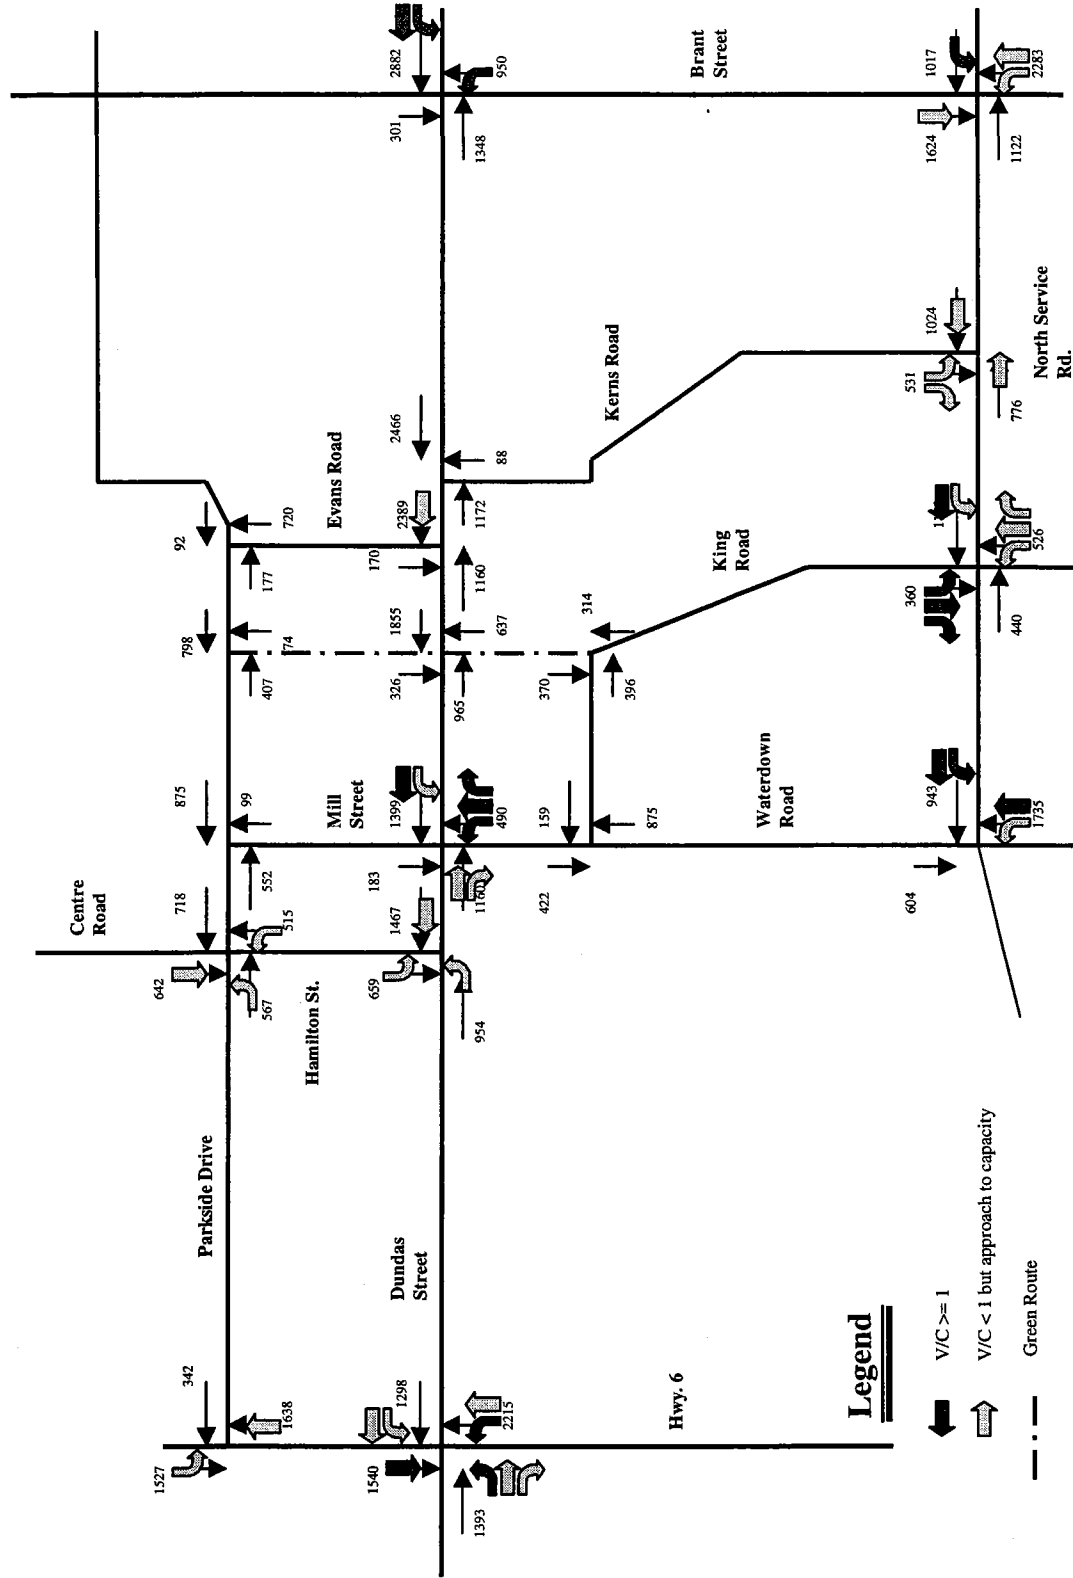 Centre
Road
Parkside Drive
Hamilton St.
Mill
Street
Evans Road
Dundas
Street
Kerns Road
King
Road
Waterdown
Road
Brant
Street
North Service
Rd.
Hwy. 6
342
1527
1638
718
642
567
515
875
99
552
798
74
407
92
720
177
1298
1540
1393
2215
1467
659
954
1399
183
490
1160
1855
326
965
637
2389
170
1160
2466
88
1172
2882
301
950
1348
159
422
875
314
370
396
943
604
1735
360
526
440
1024
531
776
1017
1624
2283
1122
Legend
V/C >= 1
V/C < 1 but approach to capacity
Green Route